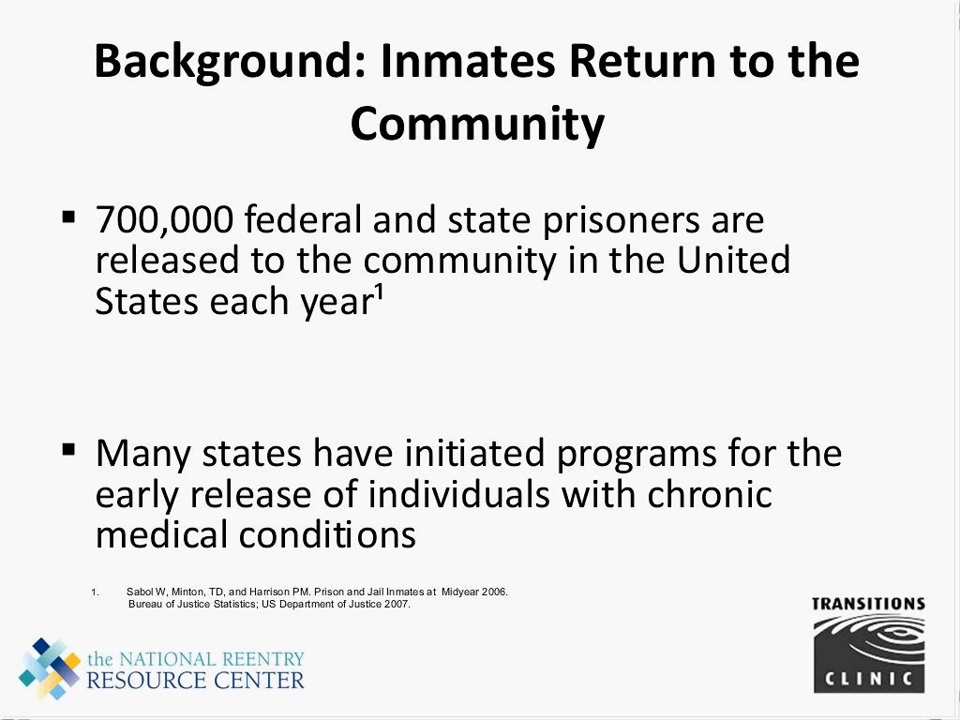 Background: Inmates Return to the
Community
▪ 700,000 federal and state prisoners are
released to the community in the United
States each year¹
▪ Many states have initiated programs for the
early release of individuals with chronic
medical conditions
1. Sabol W, Minton, TD, and Harrison PM. Prison and Jail Inmates at Midyear 2006.
Bureau of Justice Statistics; US Department of Justice 2007.
the NATIONAL REENTRY
RESOURCE CENTER
TRANSITIONS
CLINIC